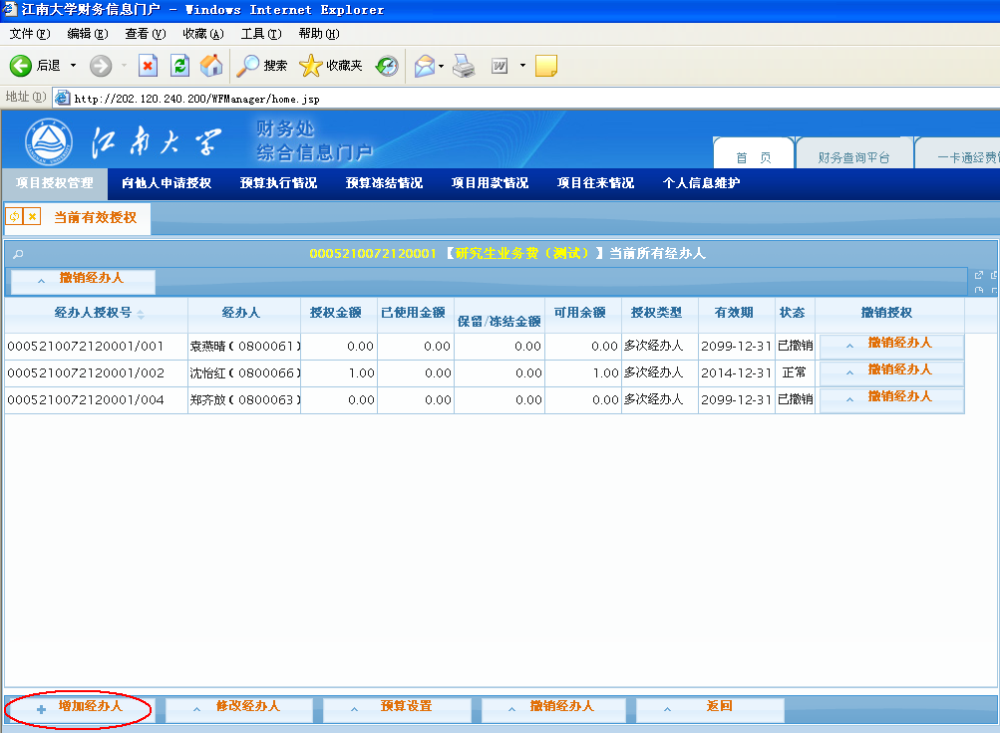 江南大学财务信息门户 - Windows Internet Explorer
文件(F) 编辑(E) 查看(V) 收藏(A) 工具(T) 帮助(H)
后退 搜索 收藏夹
地址(D) http://202.120.240.200/WFManager/home.jsp
江南大学 财务处
综合信息门户
首 页 财务查询平台 一卡通经费
项目授权管理 向他人申请授权 预算执行情况 预算冻结情况 项目用款情况 项目往来情况 个人信息维护
当前有效授权
0005210072120001 【研究生业务费（测试）】当前所有经办人
撤销经办人
经办人授权号 经办人 授权金额 已使用金额 保留/冻结金额 可用余额 授权类型 有效期 状态 撤销授权
0005210072120001/001 袁燕晴(0800061) 0.00 0.00 0.00 0.00 多次经办人 2099-12-31 已撤销 撤销经办人
0005210072120001/002 沈怡红(0800066) 1.00 0.00 0.00 1.00 多次经办人 2014-12-31 正常 撤销经办人
0005210072120001/004 郑齐放(0800063) 0.00 0.00 0.00 0.00 多次经办人 2099-12-31 已撤销 撤销经办人
增加经办人 修改经办人 预算设置 撤销经办人 返回